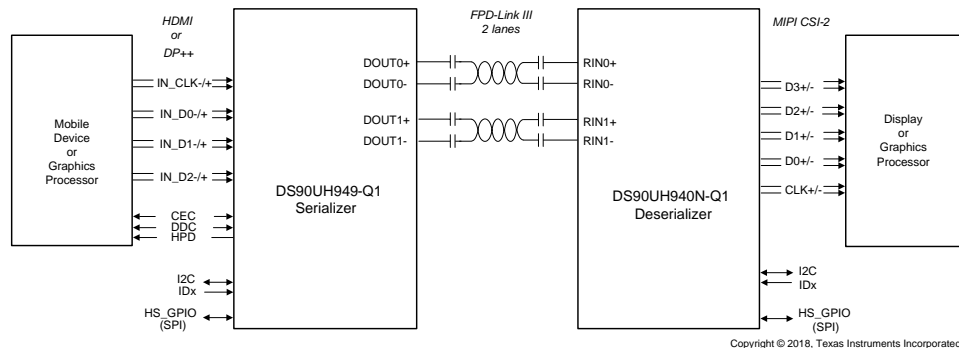 HDMI
or
DP++
FPD-Link III
2 lanes
MIPI CSI-2
Mobile
Device
or
Graphics
Processor
IN_CLK-/+
IN_D0-/+
IN_D1-/+
IN_D2-/+
CEC
DDC
HPD
I2C
IDx
HS_GPIO
(SPI)
DOUT0+
DOUT0-
DOUT1+
DOUT1-
DS90UH949-Q1
Serializer
RIN0+
RIN0-
RIN1+
RIN1-
DS90UH940N-Q1
Deserializer
D3+/-
D2+/-
D1+/-
D0+/-
CLK+/-
I2C
IDx
HS_GPIO
(SPI)
Display
or
Graphics
Processor
Copyright © 2018, Texas Instruments Incorporated